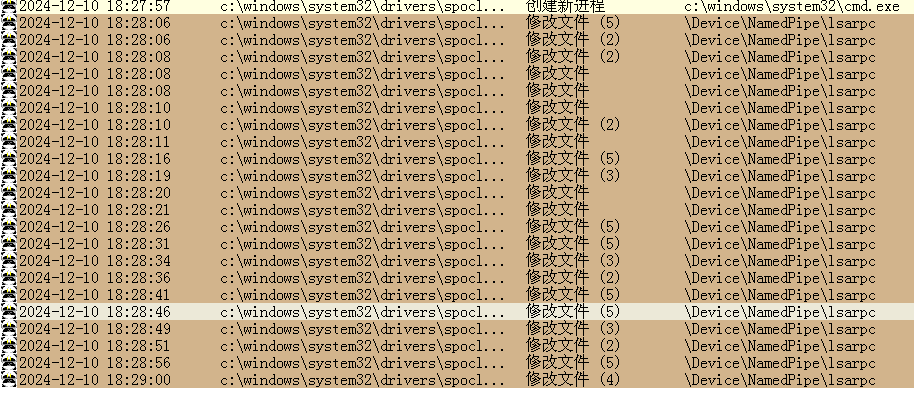 2024-12-10 18:27:57 c:\windows\system32\drivers\spocl... 创建新进程 c:\windows\system32\cmd.exe
2024-12-10 18:28:06 c:\windows\system32\drivers\spocl... 修改文件 (5) \Device\NamedPipe\lsarpc
2024-12-10 18:28:06 c:\windows\system32\drivers\spocl... 修改文件 (2) \Device\NamedPipe\lsarpc
2024-12-10 18:28:08 c:\windows\system32\drivers\spocl... 修改文件 (2) \Device\NamedPipe\lsarpc
2024-12-10 18:28:08 c:\windows\system32\drivers\spocl... 修改文件 \Device\NamedPipe\lsarpc
2024-12-10 18:28:08 c:\windows\system32\drivers\spocl... 修改文件 \Device\NamedPipe\lsarpc
2024-12-10 18:28:10 c:\windows\system32\drivers\spocl... 修改文件 \Device\NamedPipe\lsarpc
2024-12-10 18:28:10 c:\windows\system32\drivers\spocl... 修改文件 (2) \Device\NamedPipe\lsarpc
2024-12-10 18:28:11 c:\windows\system32\drivers\spocl... 修改文件 \Device\NamedPipe\lsarpc
2024-12-10 18:28:16 c:\windows\system32\drivers\spocl... 修改文件 (5) \Device\NamedPipe\lsarpc
2024-12-10 18:28:19 c:\windows\system32\drivers\spocl... 修改文件 (3) \Device\NamedPipe\lsarpc
2024-12-10 18:28:20 c:\windows\system32\drivers\spocl... 修改文件 \Device\NamedPipe\lsarpc
2024-12-10 18:28:21 c:\windows\system32\drivers\spocl... 修改文件 \Device\NamedPipe\lsarpc
2024-12-10 18:28:26 c:\windows\system32\drivers\spocl... 修改文件 (5) \Device\NamedPipe\lsarpc
2024-12-10 18:28:31 c:\windows\system32\drivers\spocl... 修改文件 (5) \Device\NamedPipe\lsarpc
2024-12-10 18:28:34 c:\windows\system32\drivers\spocl... 修改文件 (3) \Device\NamedPipe\lsarpc
2024-12-10 18:28:36 c:\windows\system32\drivers\spocl... 修改文件 (2) \Device\NamedPipe\lsarpc
2024-12-10 18:28:41 c:\windows\system32\drivers\spocl... 修改文件 (5) \Device\NamedPipe\lsarpc
2024-12-10 18:28:46 c:\windows\system32\drivers\spocl... 修改文件 (5) \Device\NamedPipe\lsarpc
2024-12-10 18:28:49 c:\windows\system32\drivers\spocl... 修改文件 (3) \Device\NamedPipe\lsarpc
2024-12-10 18:28:51 c:\windows\system32\drivers\spocl... 修改文件 (2) \Device\NamedPipe\lsarpc
2024-12-10 18:28:56 c:\windows\system32\drivers\spocl... 修改文件 (5) \Device\NamedPipe\lsarpc
2024-12-10 18:29:00 c:\windows\system32\drivers\spocl... 修改文件 (4) \Device\NamedPipe\lsarpc